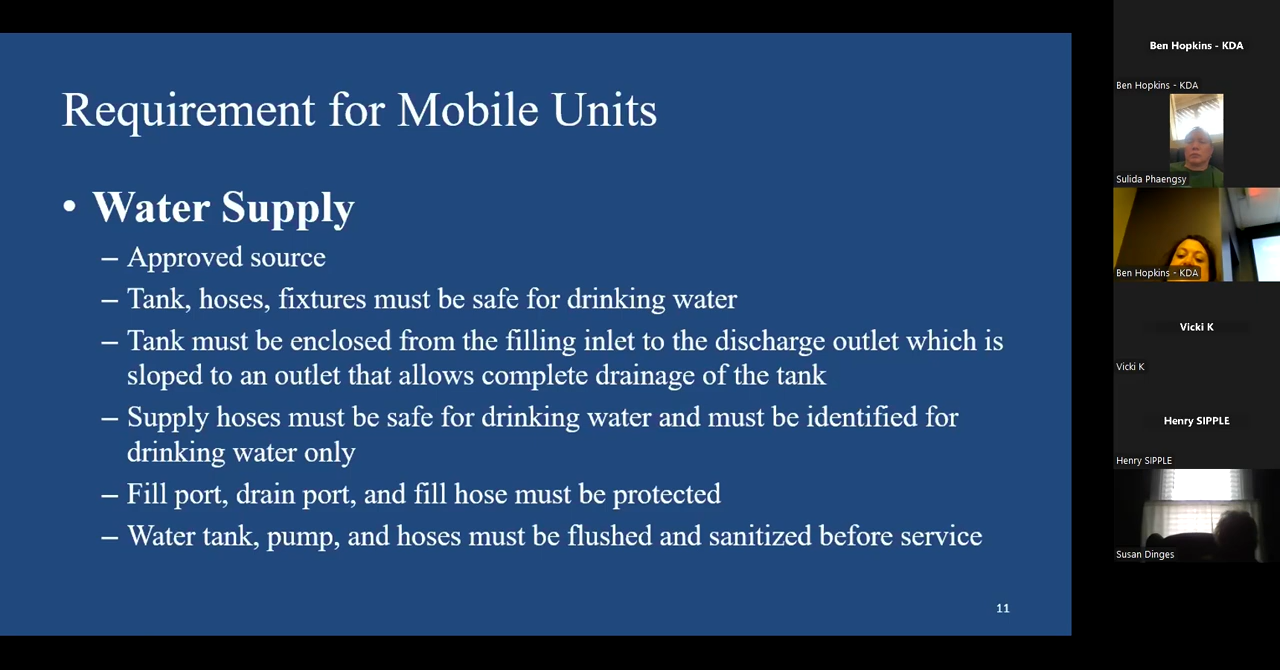 Requirement for Mobile Units
• Water Supply
– Approved source
– Tank, hoses, fixtures must be safe for drinking water
– Tank must be enclosed from the filling inlet to the discharge outlet which is
sloped to an outlet that allows complete drainage of the tank
– Supply hoses must be safe for drinking water and must be identified for
drinking water only
– Fill port, drain port, and fill hose must be protected
– Water tank, pump, and hoses must be flushed and sanitized before service
11
Ben Hopkins - KDA
Ben Hopkins - KDA
Sulida Phaengsy
Ben Hopkins - KDA
Vicki K
Vicki K
Henry SIPPLE
Henry SIPPLE
Susan Dinges